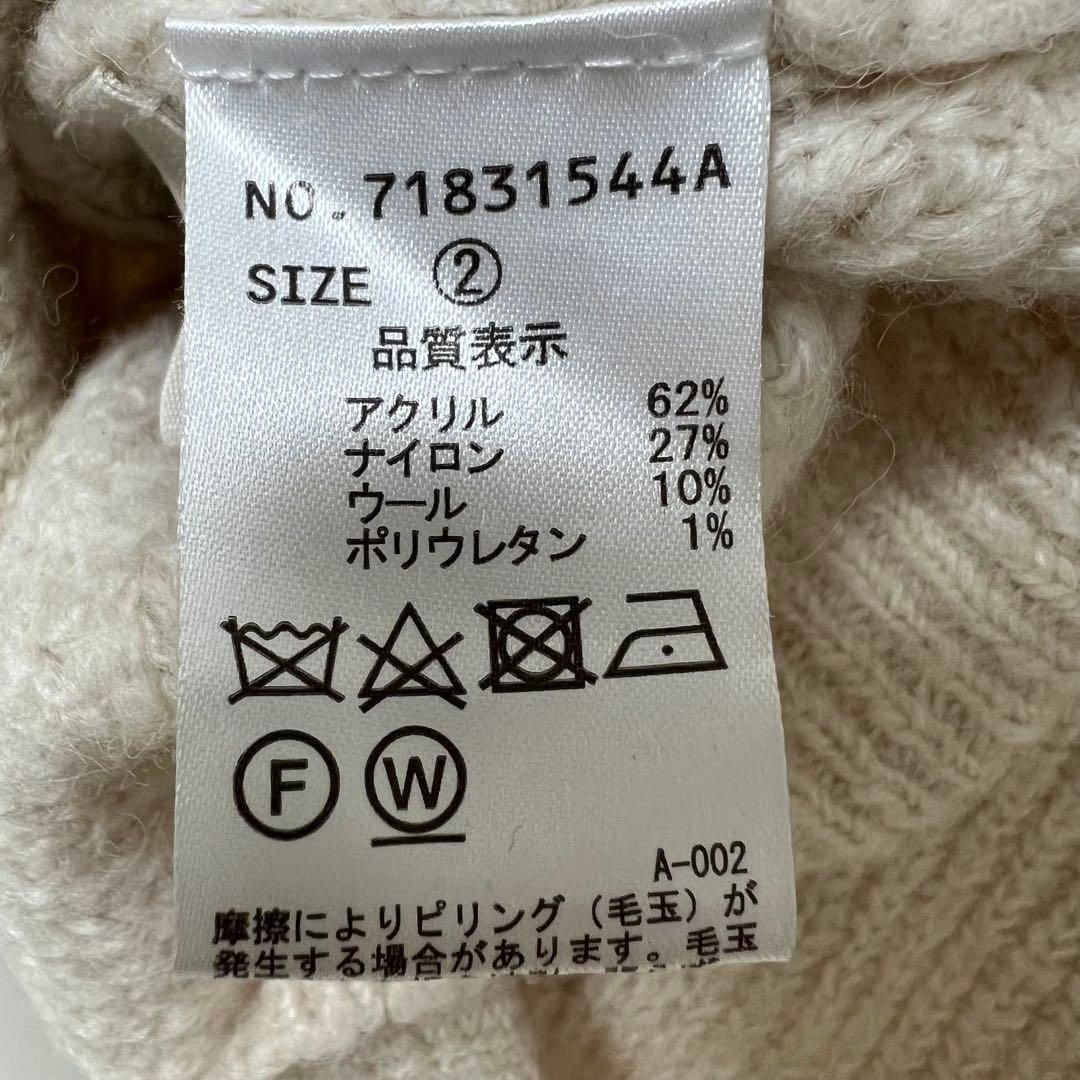 NO.71831544A
SIZE ②
品質表示
アクリル 62%
ナイロン 27%
ウール 10%
ポリウレタン 1%
F W
A-002
摩擦によりピリング(毛玉)が
発生する場合があります。毛玉